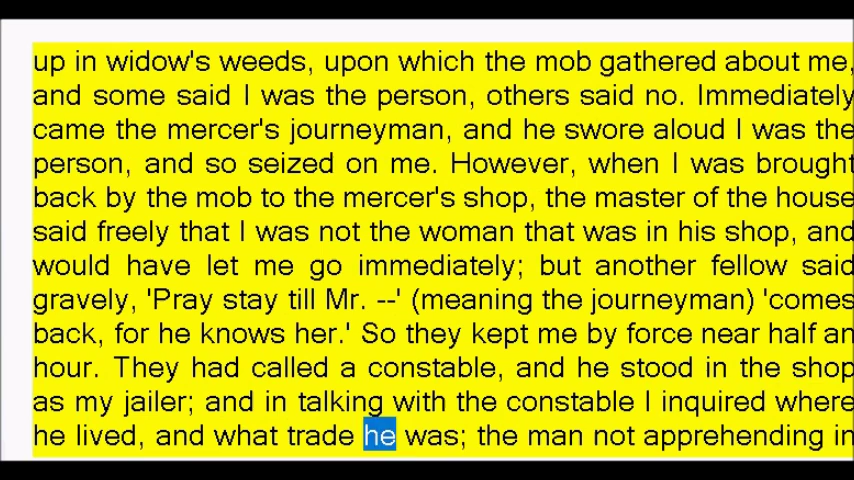 up in widow's weeds, upon which the mob gathered about me,
and some said I was the person, others said no. Immediately
came the mercer's journeyman, and he swore aloud I was the
person, and so seized on me. However, when I was brought
back by the mob to the mercer's shop, the master of the house
said freely that I was not the woman that was in his shop, and
would have let me go immediately; but another fellow said
gravely, 'Pray stay till Mr. --' (meaning the journeyman) 'comes
back, for he knows her.' So they kept me by force near half an
hour. They had called a constable, and he stood in the shop
as my jailer; and in talking with the constable I inquired where
he lived, and what trade he was; the man not apprehending in